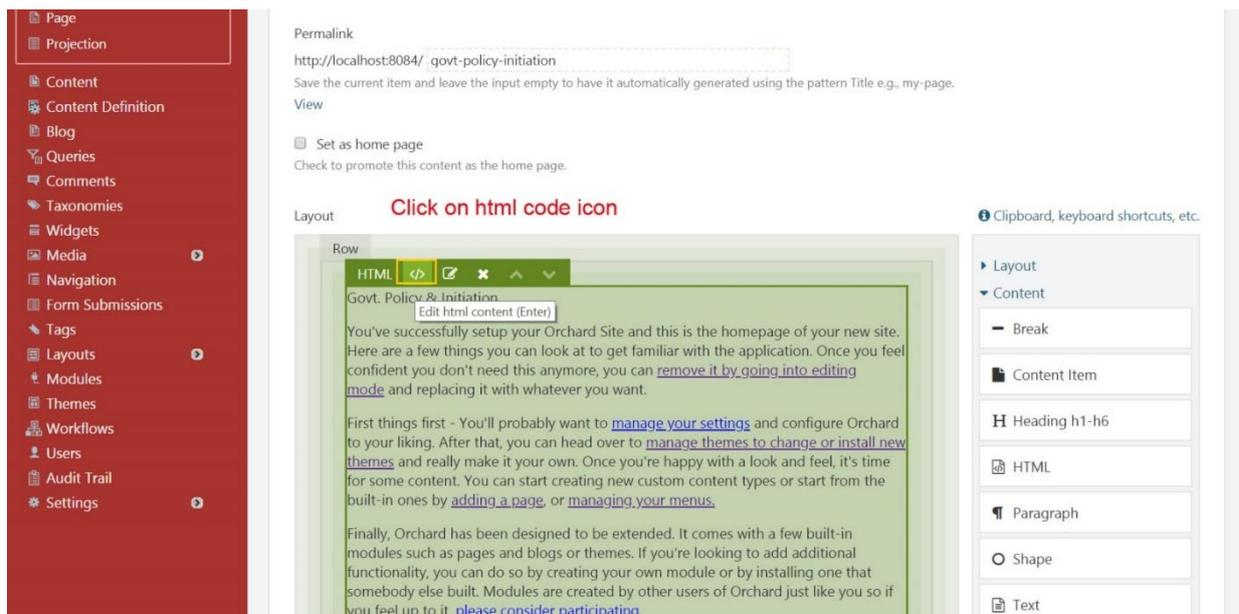 Page
Projection
Content
Content Definition
Blog
Queries
Comments
Taxonomies
Widgets
Media
Navigation
Form Submissions
Tags
Layouts
Modules
Themes
Workflows
Users
Audit Trail
Settings
Permalink
http://localhost:8084/ govt-policy-initiation
Save the current item and leave the input empty to have it automatically generated using the pattern Title e.g., my-page.
View
Set as home page
Check to promote this content as the home page.
Layout
Click on html code icon
Row
HTML </>
Govt. Policy & Initiation
Edit html content (Enter)
You've successfully setup your Orchard Site and this is the homepage of your new site.
Here are a few things you can look at to get familiar with the application. Once you feel
confident you don't need this anymore, you can remove it by going into editing
mode and replacing it with whatever you want.
First things first - You'll probably want to manage your settings and configure Orchard
to your liking. After that, you can head over to manage themes to change or install new
themes and really make it your own. Once you're happy with a look and feel, it's time
for some content. You can start creating new custom content types or start from the
built-in ones by adding a page, or managing your menus.
Finally, Orchard has been designed to be extended. It comes with a few built-in
modules such as pages and blogs or themes. If you're looking to add additional
functionality, you can do so by creating your own module or by installing one that
somebody else built. Modules are created by other users of Orchard just like you so if
you feel up to it, please consider participating.
Clipboard, keyboard shortcuts, etc.
Layout
Content
Break
Content Item
H Heading h1-h6
HTML
¶ Paragraph
Shape
Text